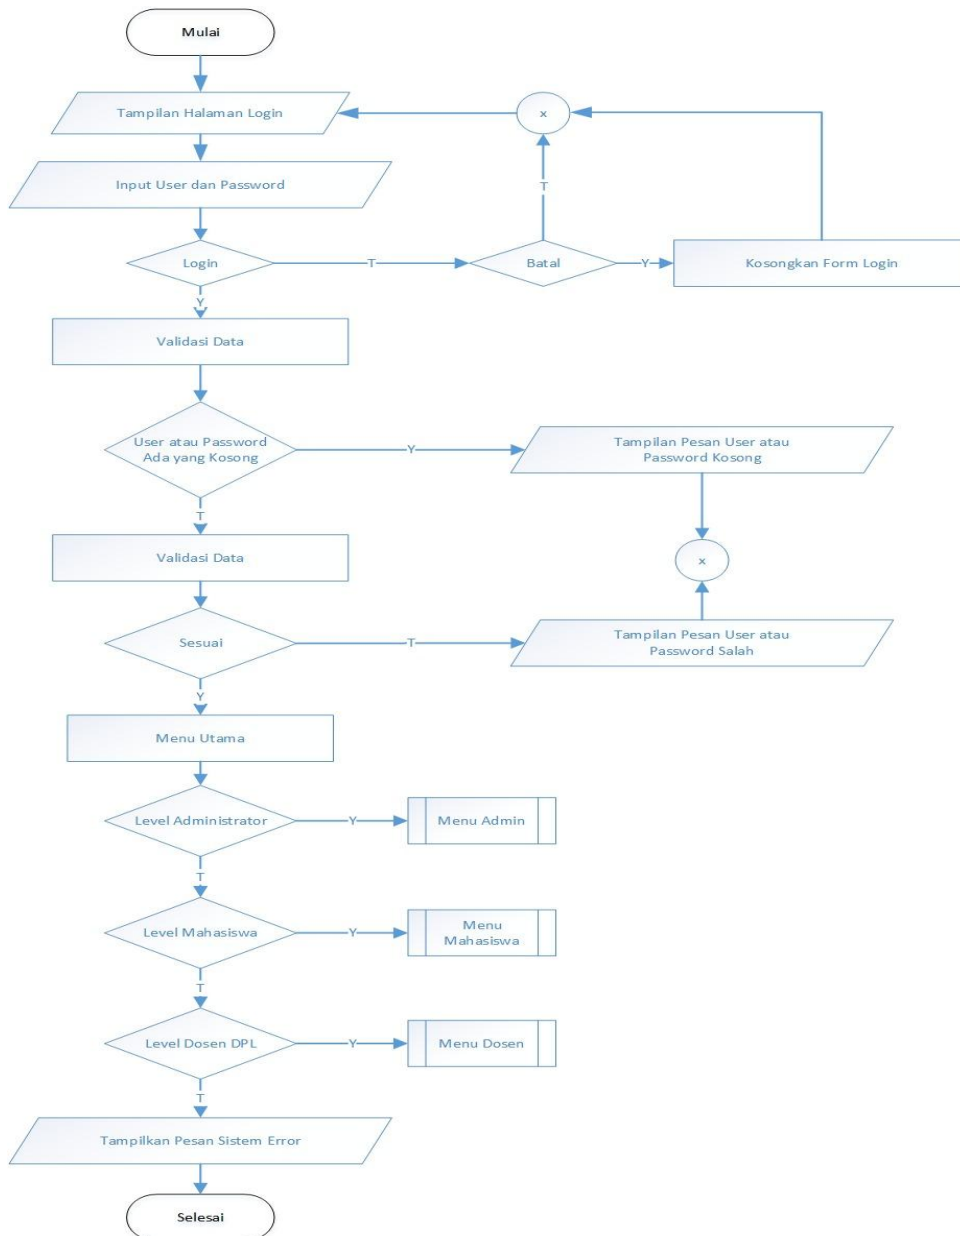 Mulai
Tampilan Halaman Login
x
Input User dan Password
T
Login
T
Batal
Y
Kosongkan Form Login
Y
Validasi Data
User atau Password
Ada yang Kosong
Y
Tampilan Pesan User atau
Password Kosong
T
Validasi Data
x
Sesuai
T
Tampilan Pesan User atau
Password Salah
Y
Menu Utama
Level Administrator
Y
Menu Admin
T
Level Mahasiswa
Y
Menu
Mahasiswa
T
Level Dosen DPL
Y
Menu Dosen
T
Tampilkan Pesan Sistem Error
Selesai